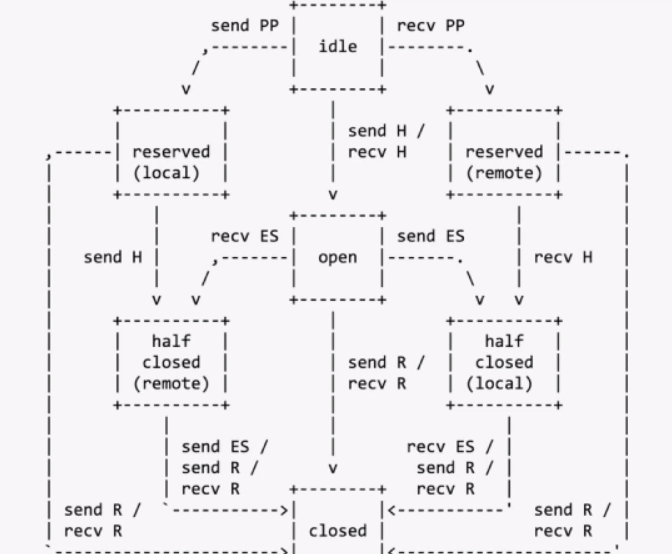 send PP
recv PP
idle
send H /
recv H
reserved
(local)
reserved
(remote)
recv ES
send ES
send H
open
recv H
half
closed
(remote)
send R /
recv R
half
closed
(local)
send ES /
send R /
recv R
recv ES /
send R /
recv R
send R /
recv R
closed
send R /
recv R